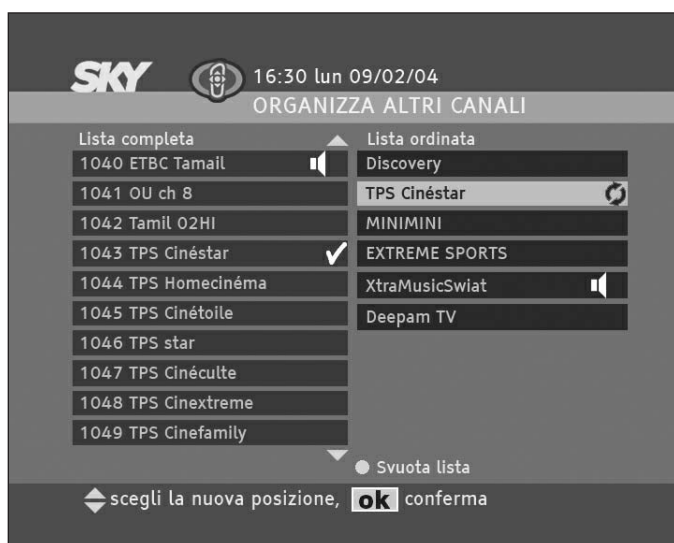 SKY
16:30 lun 09/02/04
ORGANIZZA ALTRI CANALI
Lista completa
1040 ETBC Tamail
1041 OU ch 8
1042 Tamil 02HI
1043 TPS Cinéstar
1044 TPS Homecinéma
1045 TPS Cinétoile
1046 TPS star
1047 TPS Cinéculte
1048 TPS Cinextreme
1049 TPS Cinefamily
Lista ordinata
Discovery
TPS Cinéstar
MINIMINI
EXTREME SPORTS
XtraMusicSwiat
Deepam TV
Svuota lista
scegli la nuova posizione, ok conferma